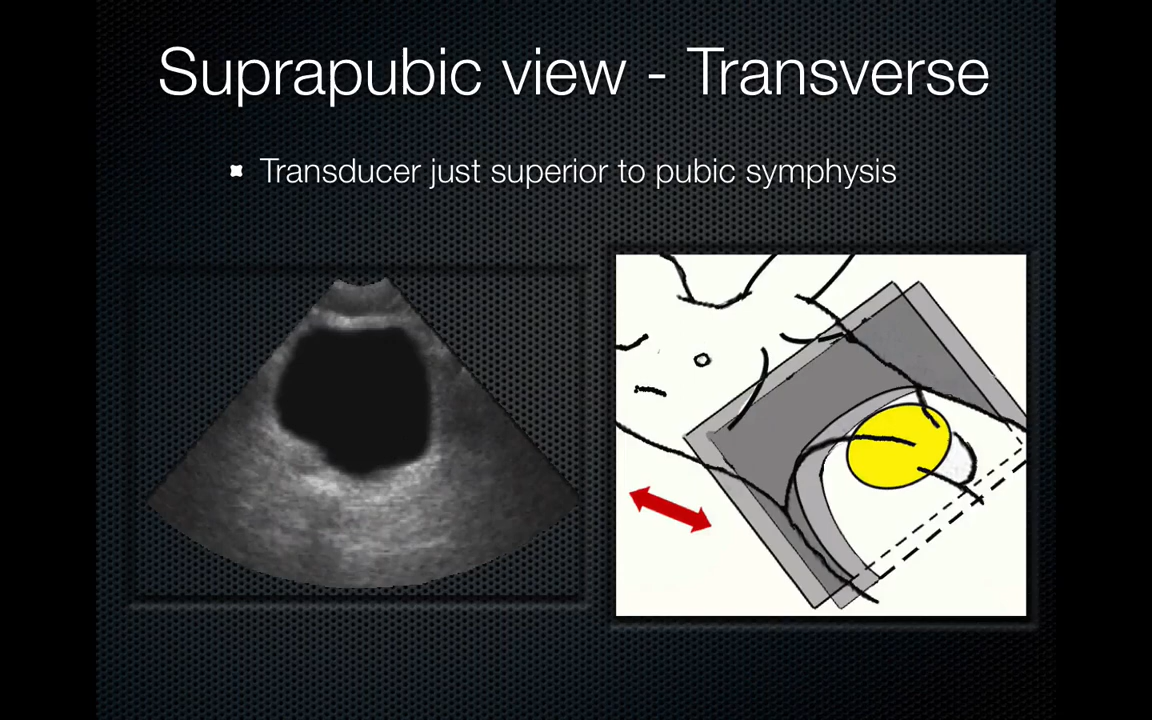 Suprapubic view - Transverse
Transducer just superior to pubic symphysis